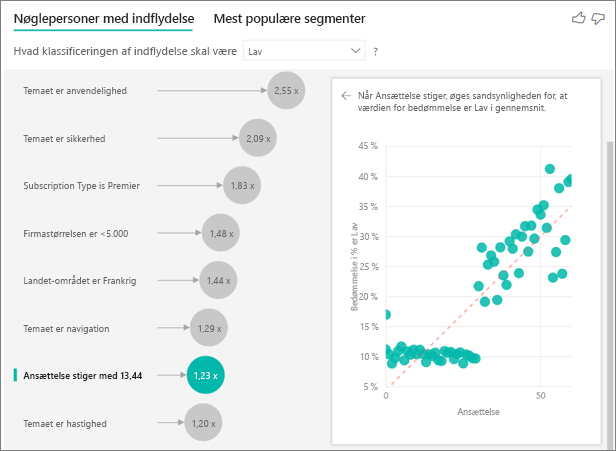 Nøglepersoner med indflydelse
Mest populære segmenter
Hvad klassificeringen af indflydelse skal være
Lav
?
Temaet er anvendelighed
2,55 x
Temaet er sikkerhed
2,09 x
Subscription Type is Premier
1,83 x
Firmastørrelsen er <5.000
1,48 x
Landet-området er Frankrig
1,44 x
Temaet er navigation
1,29 x
Ansættelse stiger med 13,44
1,23 x
Temaet er hastighed
1,20 x
Når Ansættelse stiger, øges sandsynligheden for, at
værdien for bedømmelse er Lav i gennemsnit.
45 %
40 %
35 %
30 %
25 %
20 %
15 %
10 %
5 %
Bedømmelse i % er Lav
0
50
Ansættelse